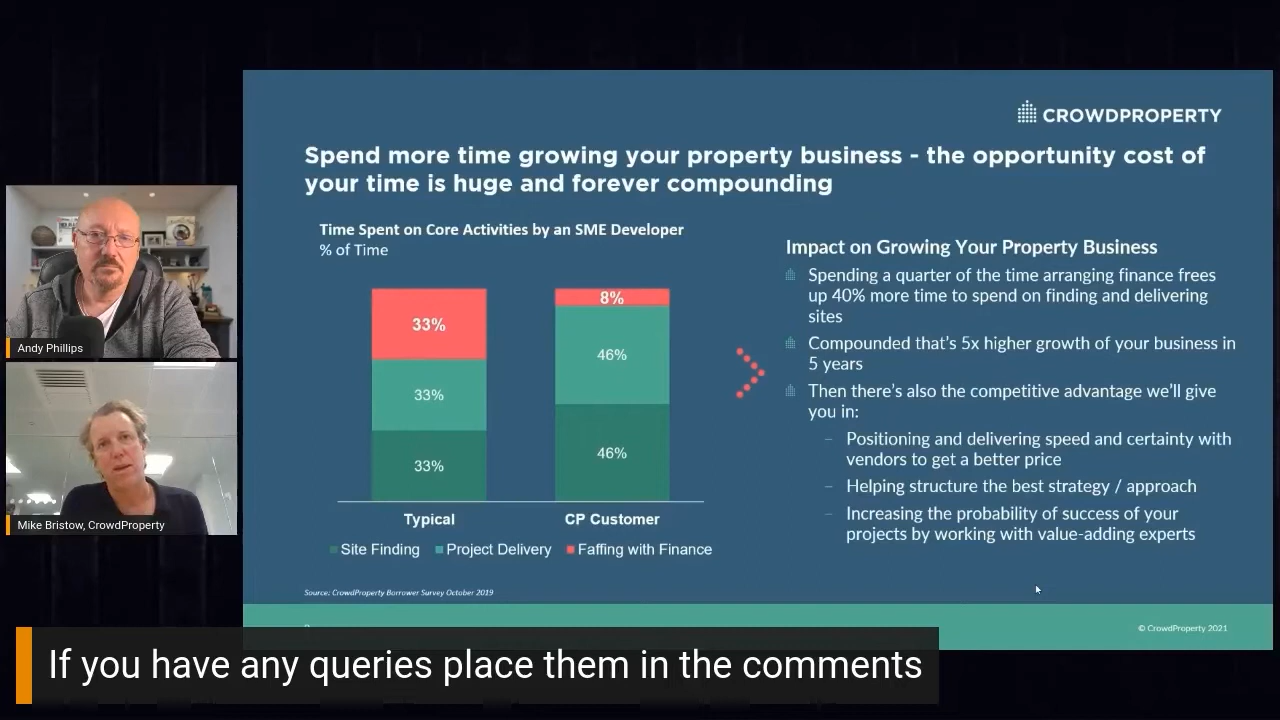 CROWDPROPERTY
Spend more time growing your property business - the opportunity cost of
your time is huge and forever compounding
Time Spent on Core Activities by an SME Developer
% of Time
33%
33%
33%
8%
46%
46%
Typical
CP Customer
Site Finding
Project Delivery
Faffing with Finance
Source: CrowdProperty Borrower Survey October 2019
Impact on Growing Your Property Business
Spending a quarter of the time arranging finance frees
up 40% more time to spend on finding and delivering
sites
Compounded that's 5x higher growth of your business in
5 years
Then there's also the competitive advantage we'll give
you in:
– Positioning and delivering speed and certainty with
vendors to get a better price
– Helping structure the best strategy / approach
– Increasing the probability of success of your
projects by working with value-adding experts
© CrowdProperty 2021
Andy Phillips
Mike Bristow, CrowdProperty
If you have any queries place them in the comments